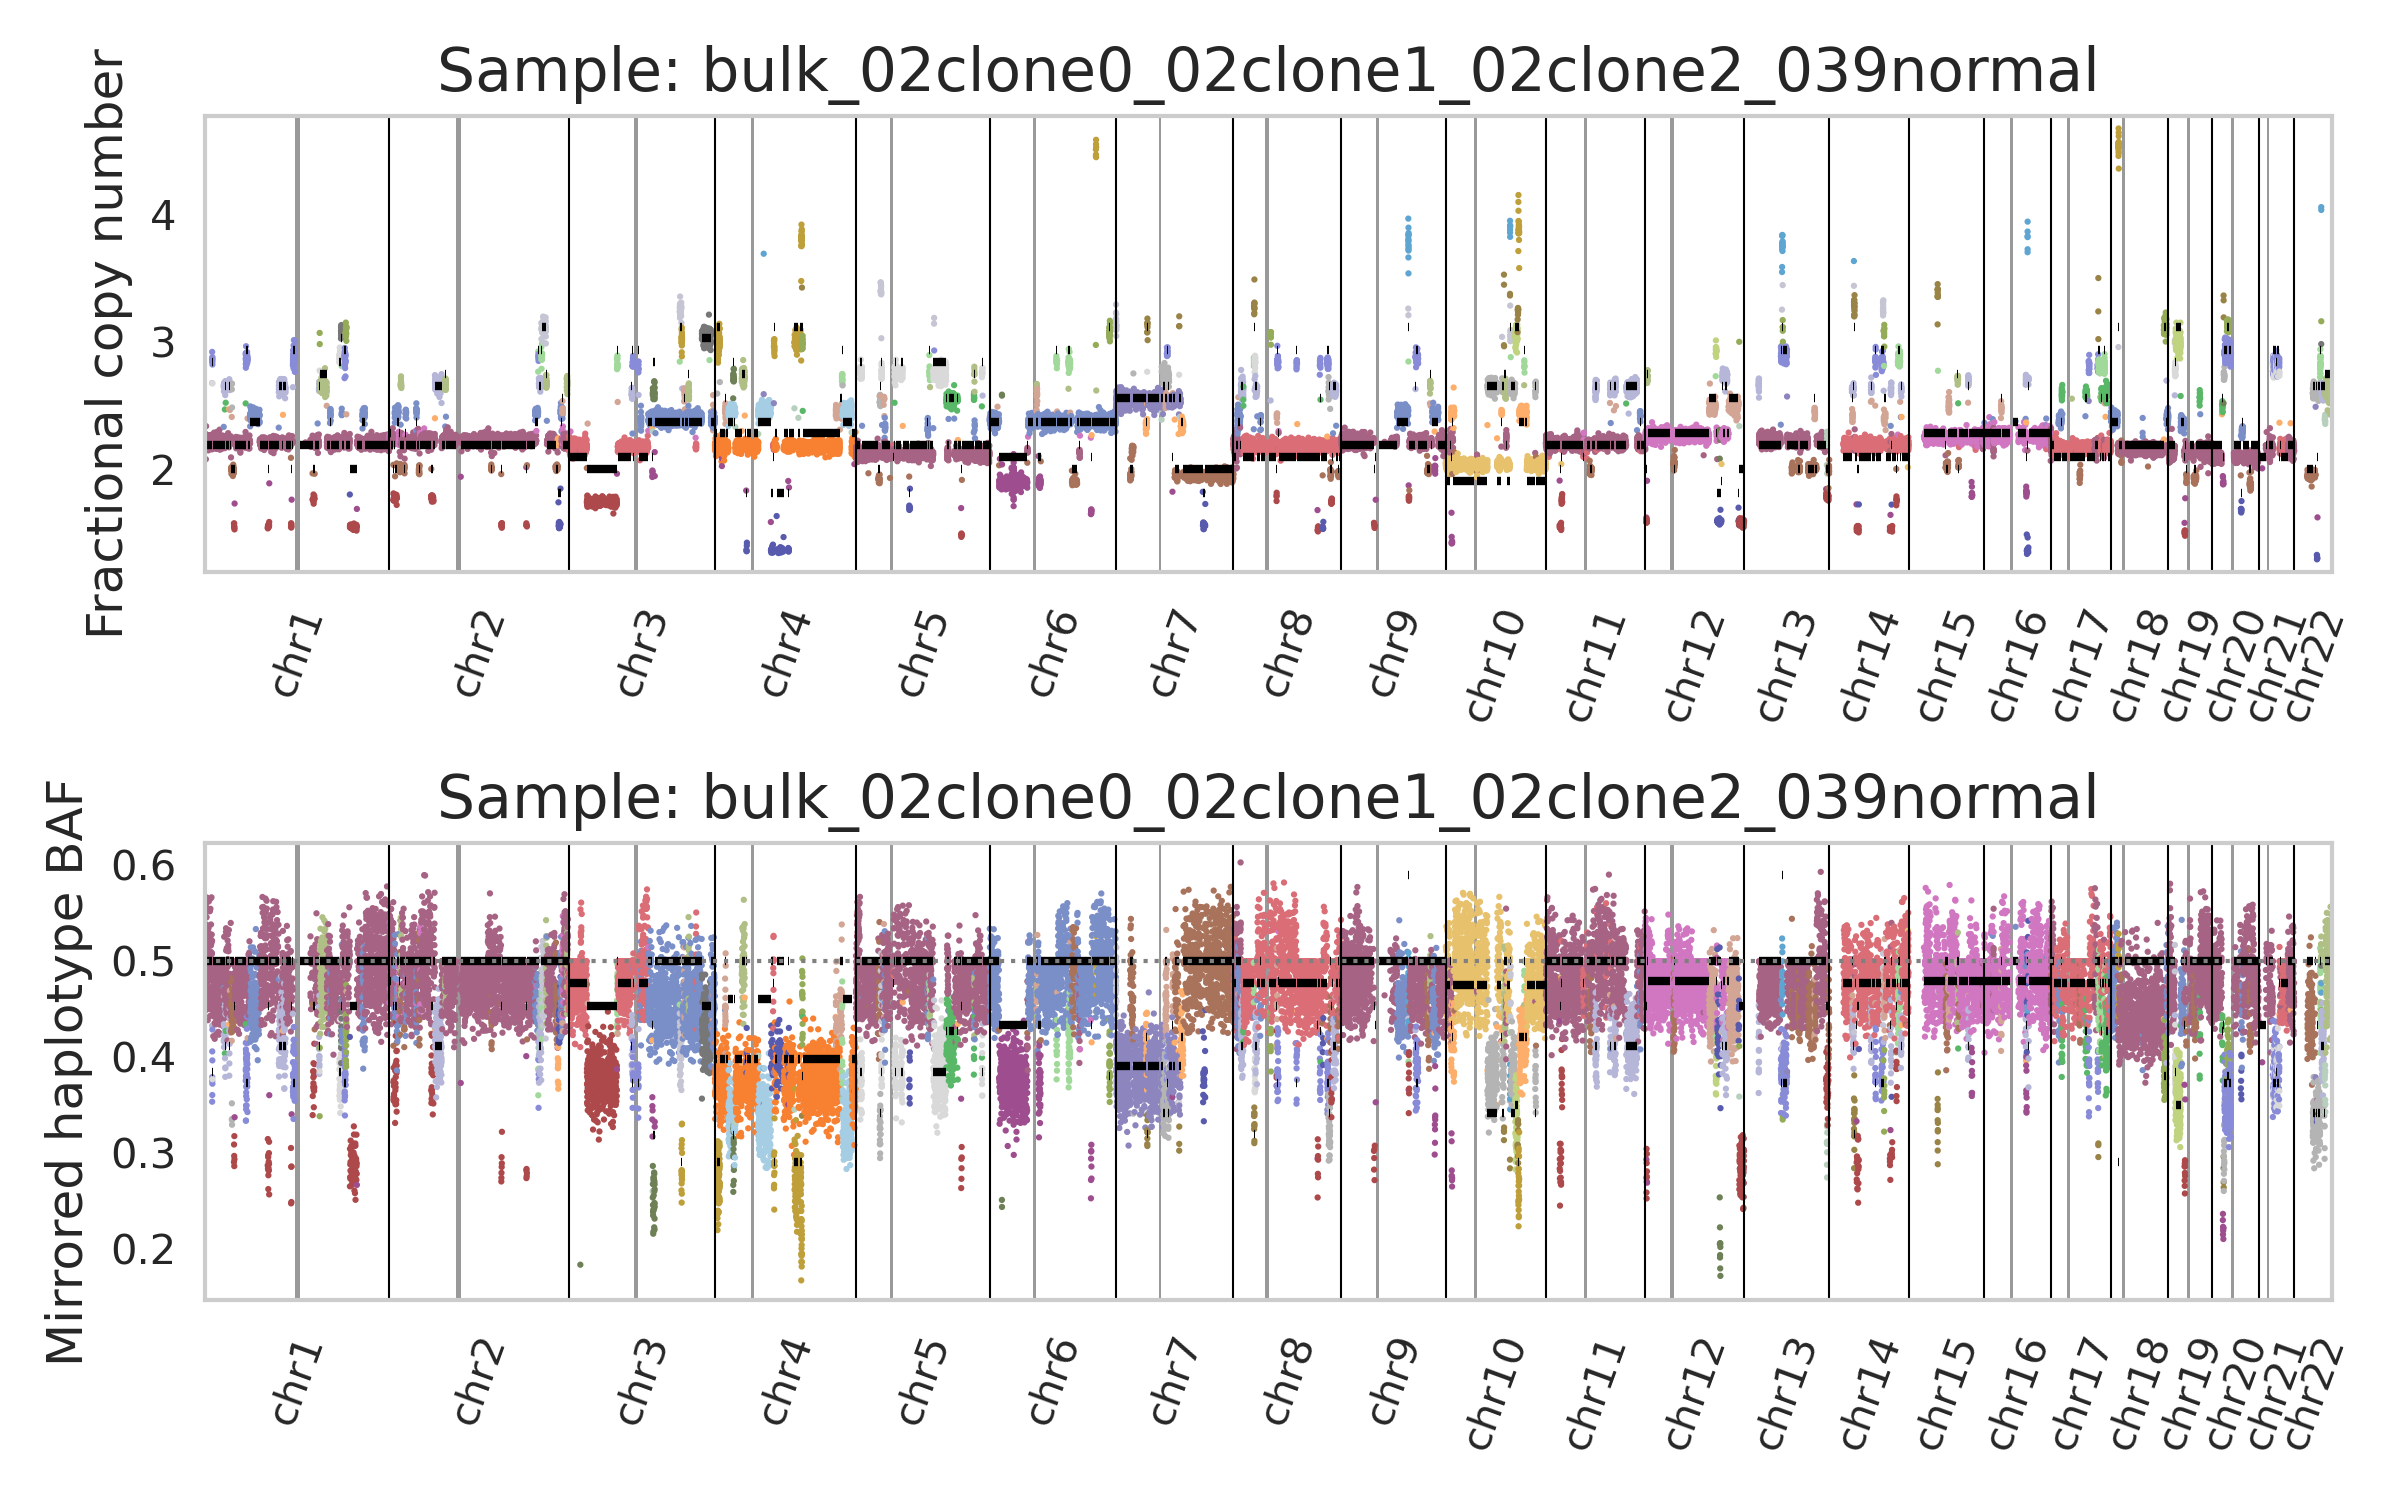 Sample: bulk_02clone0_02clone1_02clone2_039normal
Fractional copy number
4
3
2
chr1 chr2 chr3 chr4 chr5 chr6 chr7 chr8 chr9 chr10 chr11 chr12 chr13 chr14 chr15 chr16 chr17 chr18 chr19 chr20 chr21 chr22
Sample: bulk_02clone0_02clone1_02clone2_039normal
Mirrored haplotype BAF
0.6
0.5
0.4
0.3
0.2
chr1 chr2 chr3 chr4 chr5 chr6 chr7 chr8 chr9 chr10 chr11 chr12 chr13 chr14 chr15 chr16 chr17 chr18 chr19 chr20 chr21 chr22